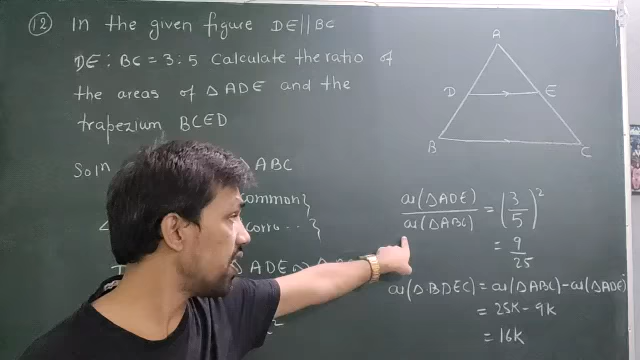 12 In the given figure DE||BC
DE : BC = 3 : 5 Calculate the ratio of
the areas of △ADE and the
trapezium BCED
Soln
△ABC
common}
corro...}
△ADE ~ △
A
D
E
B
C
ar(△ADE)/ar(△ABC) = (3/5)²
= 9/25
ar(△BDEC) = ar(△ABC) - ar(△ADE)
= 25K - 9K
= 16K